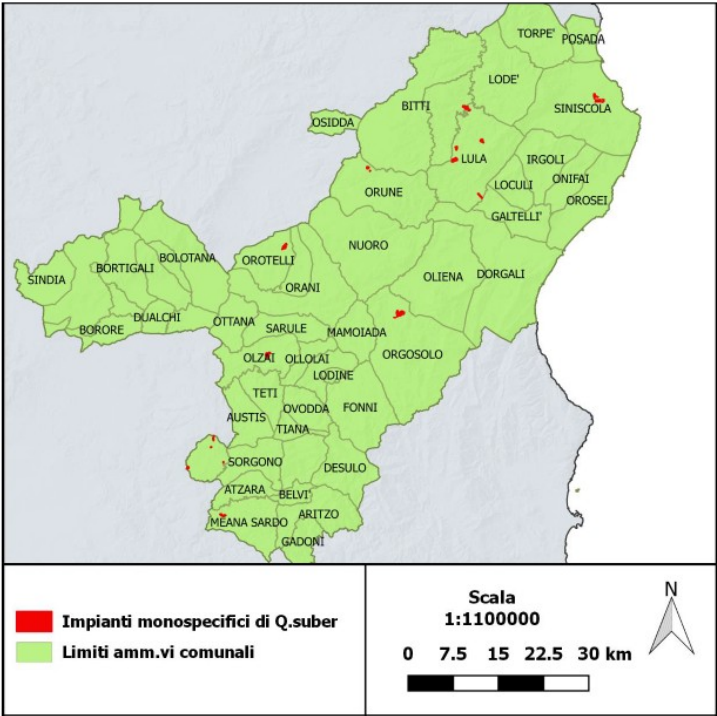 TORPE'
POSADA
LODE'
BITTI
SINISCOLA
OSIDDA
LULA
IRGOLI
ONIFAI
LOCULI
ORUNE
OROSEI
GALTELLI'
NUORO
BOLOTANA
OROTELLI
BORTIGALI
SINDIA
OLIENA
DORGALI
ORANI
DUALCHI
OTTANA
BORORE
SARULE
MAMOIADA
ORGOSOLO
OLZAI
OLLOLAI
LODINE
TETI
OVODDA
FONNI
AUSTIS
TIANA
SORGONO
DESULO
ATZARA
BELVI'
ARITZO
MEANA SARDO
GADONI
Impianti monospecifici di Q.suber
Limiti amm.vi comunali
Scala
1:1100000
0 7.5 15 22.5 30 km
N